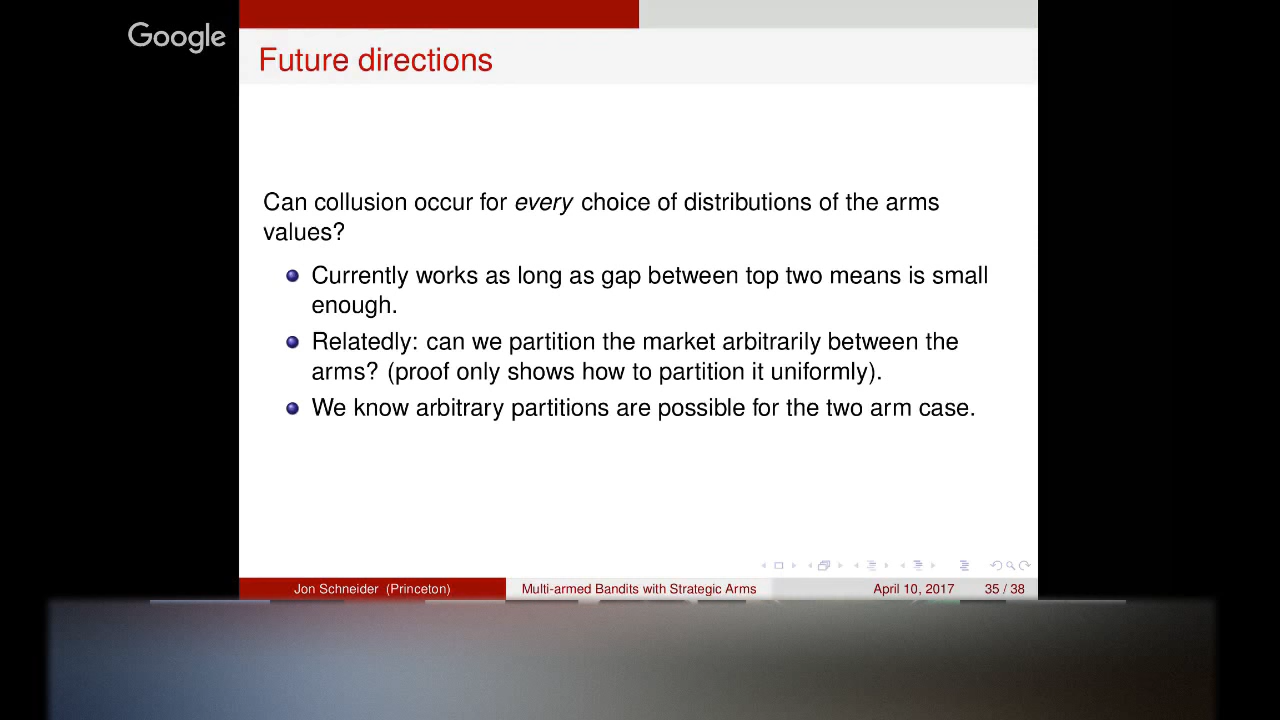 Google
Future directions
Can collusion occur for every choice of distributions of the arms
values?
Currently works as long as gap between top two means is small
enough.
Relatedly: can we partition the market arbitrarily between the
arms? (proof only shows how to partition it uniformly).
We know arbitrary partitions are possible for the two arm case.
Jon Schneider (Princeton) Multi-armed Bandits with Strategic Arms April 10, 2017 35 / 38